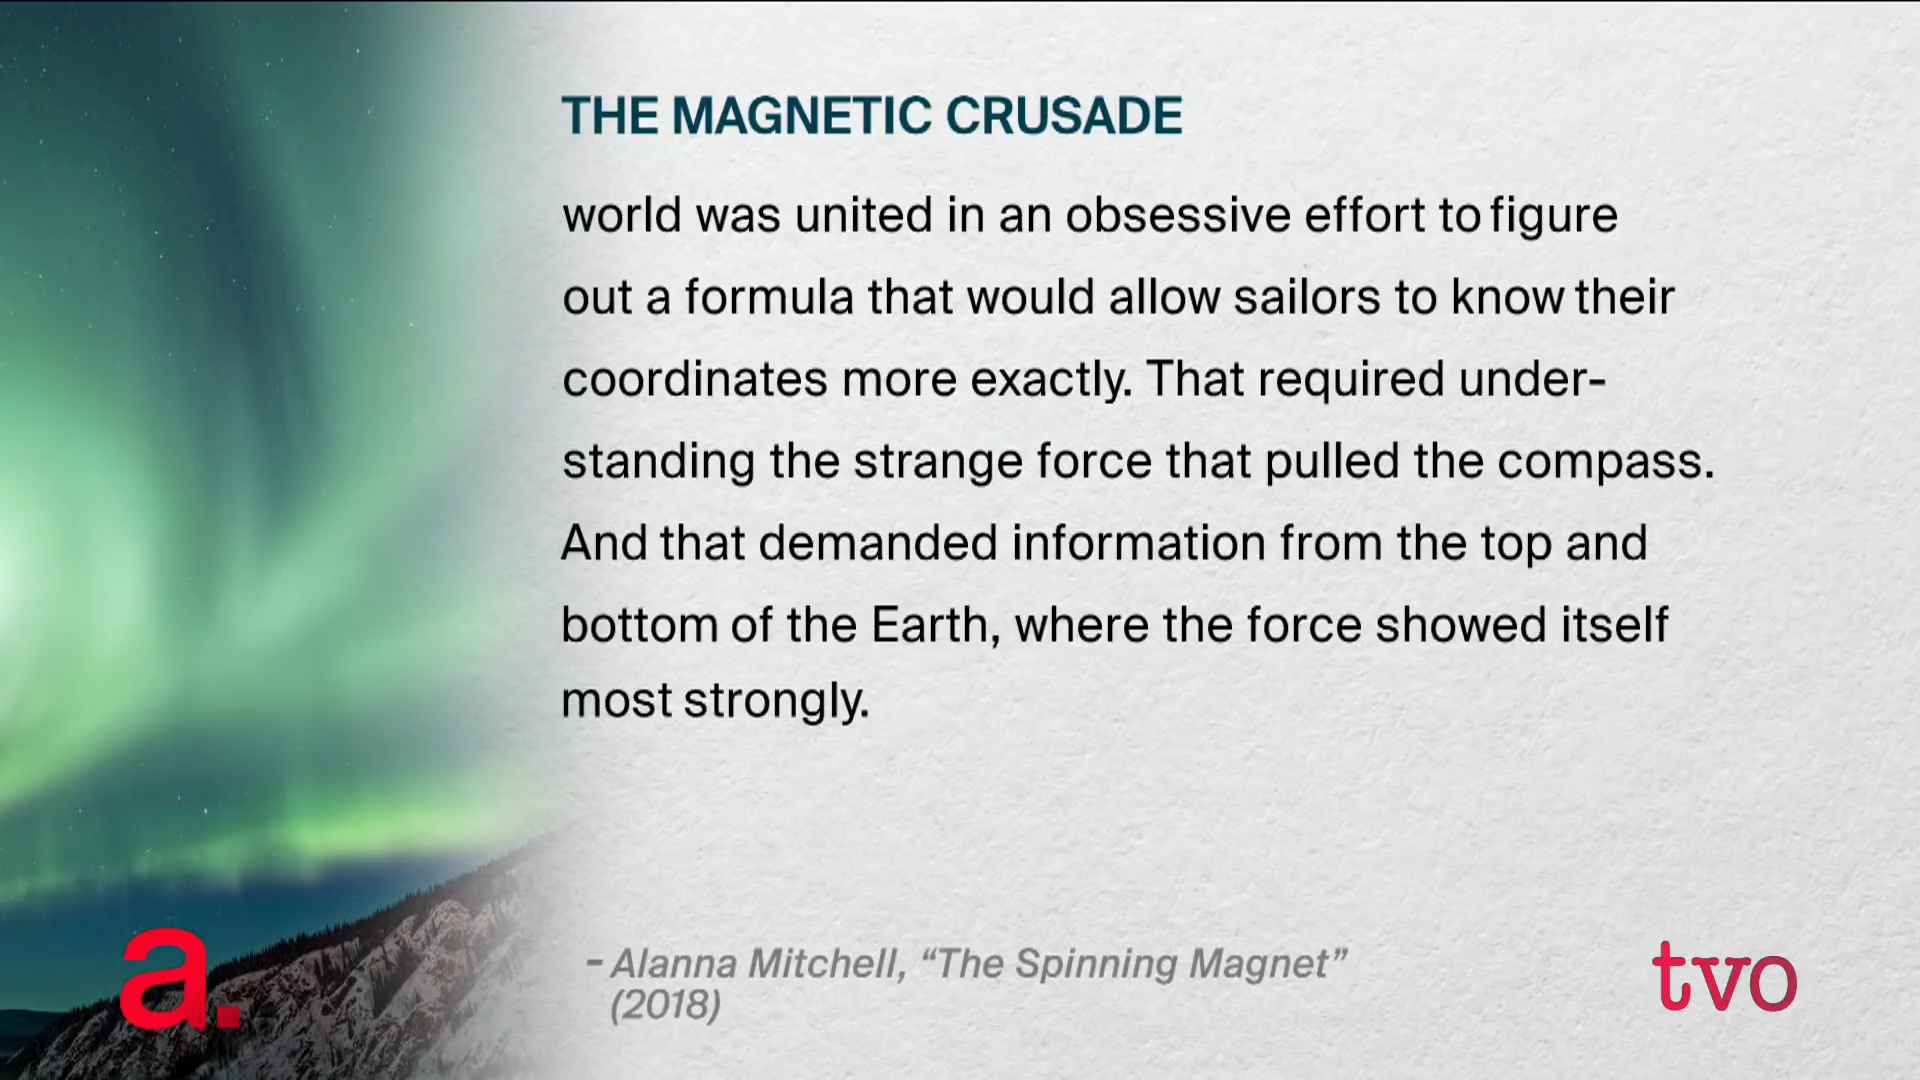 THE MAGNETIC CRUSADE
world was united in an obsessive effort to figure
out a formula that would allow sailors to know their
coordinates more exactly. That required under-
standing the strange force that pulled the compass.
And that demanded information from the top and
bottom of the Earth, where the force showed itself
most strongly.
– Alanna Mitchell, “The Spinning Magnet”
(2018)
a.
tvo